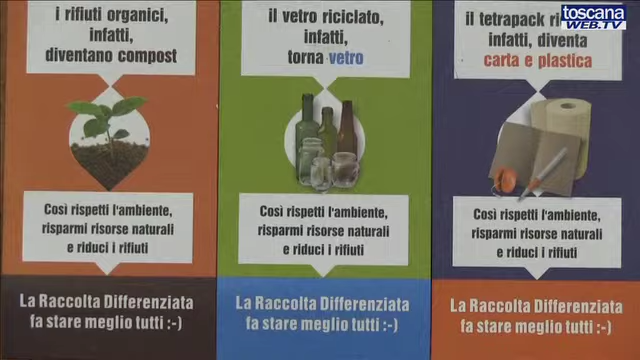 i rifiuti organici,
infatti,
diventano compost
Così rispetti l'ambiente,
risparmi risorse naturali
e riduci i rifiuti
La Raccolta Differenziata
fa stare meglio tutti :-)
il vetro riciclato,
infatti,
torna vetro
Così rispetti l'ambiente,
risparmi risorse naturali
e riduci i rifiuti
La Raccolta Differenziata
fa stare meglio tutti :-)
il tetrapack
infatti, diventa
carta e plastica
Così rispetti l'ambiente,
risparmi risorse naturali
e riduci i rifiuti
La Raccolta Differenziata
fa stare meglio tutti :-)
toscana
WEB.TV